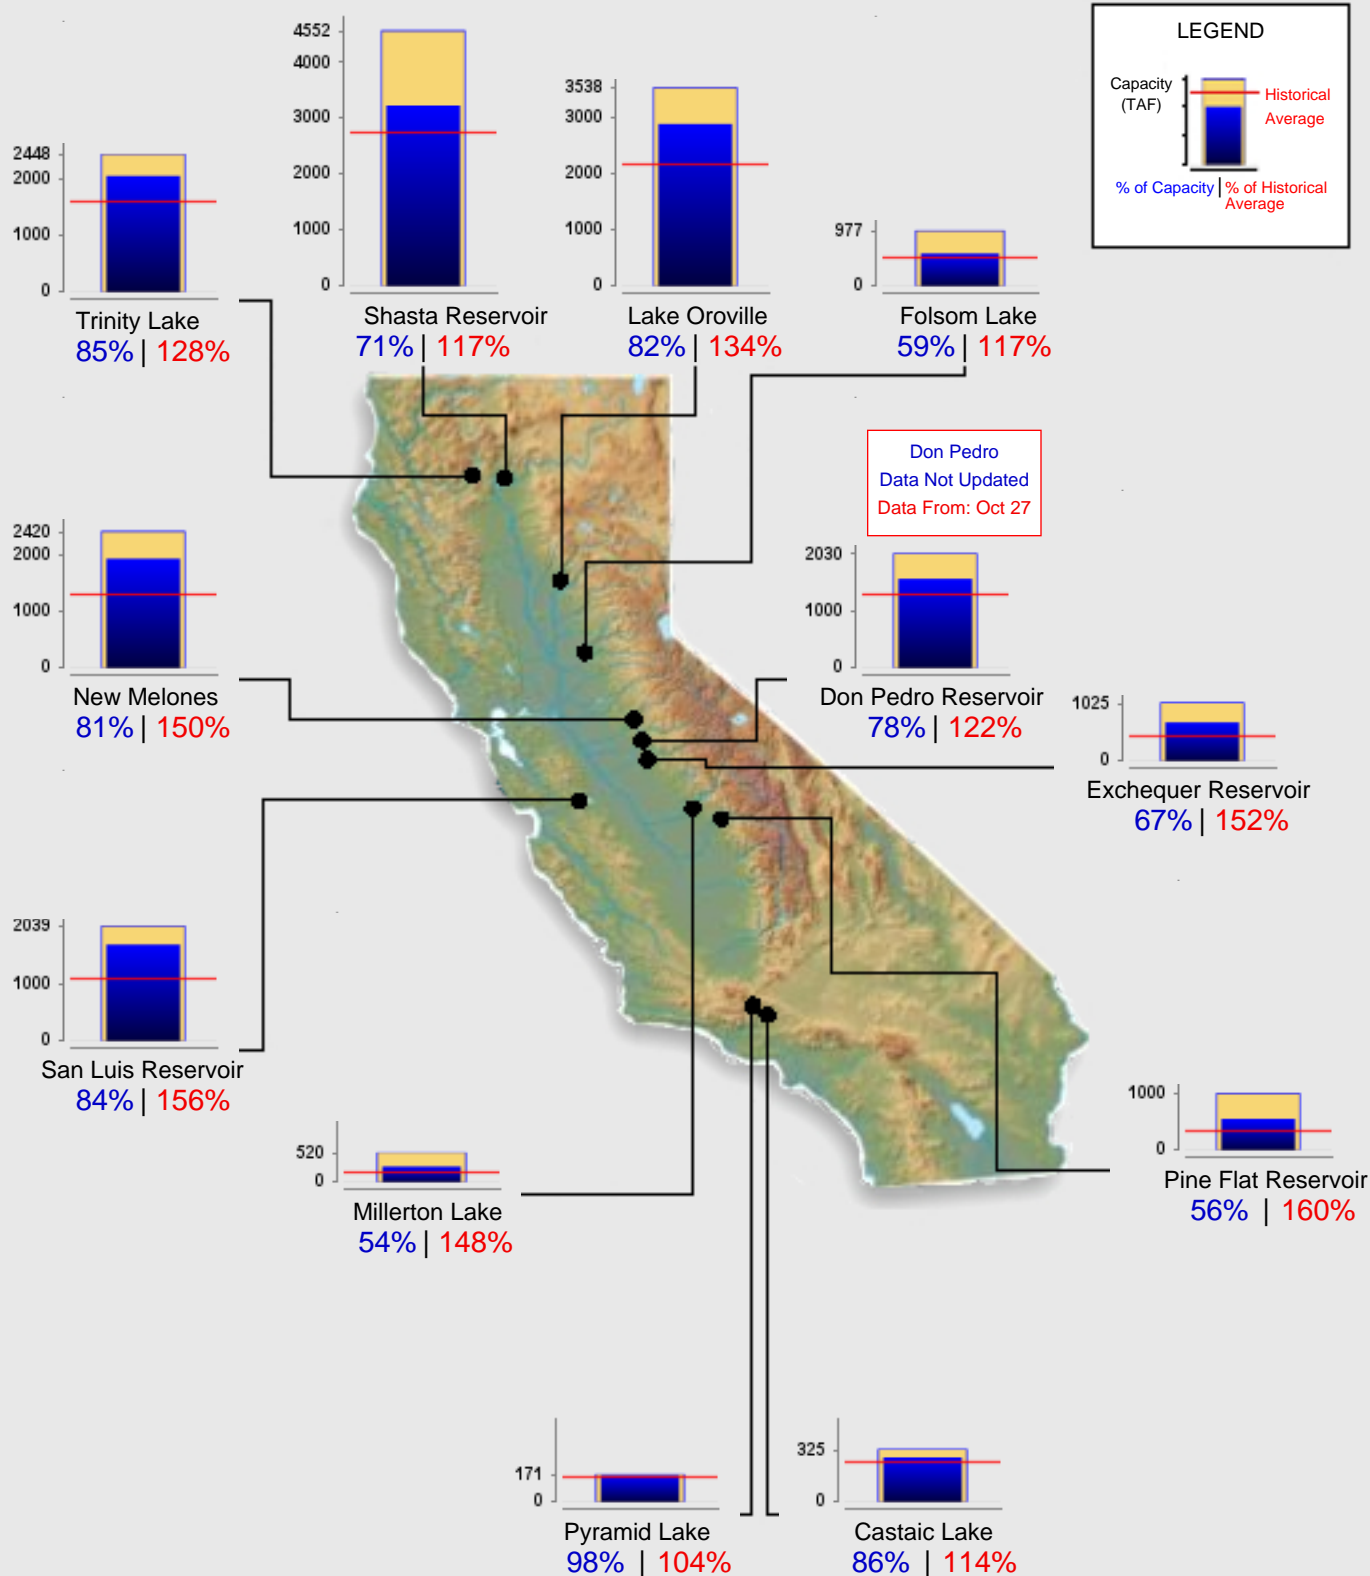 LEGEND
Capacity
(TAF)
Historical
Average
% of Capacity | % of Historical
Average
4552
4000
3000
2000
1000
0
Shasta Reservoir
71% | 117%
3538
3000
2000
1000
0
Lake Oroville
82% | 134%
2448
2000
1000
0
Trinity Lake
85% | 128%
977
0
Folsom Lake
59% | 117%
Don Pedro
Data Not Updated
Data From: Oct 27
2420
2000
1000
0
New Melones
81% | 150%
2030
1000
0
Don Pedro Reservoir
78% | 122%
1025
0
Exchequer Reservoir
67% | 152%
2039
1000
0
San Luis Reservoir
84% | 156%
520
0
Millerton Lake
54% | 148%
1000
0
Pine Flat Reservoir
56% | 160%
171
0
Pyramid Lake
98% | 104%
325
0
Castaic Lake
86% | 114%